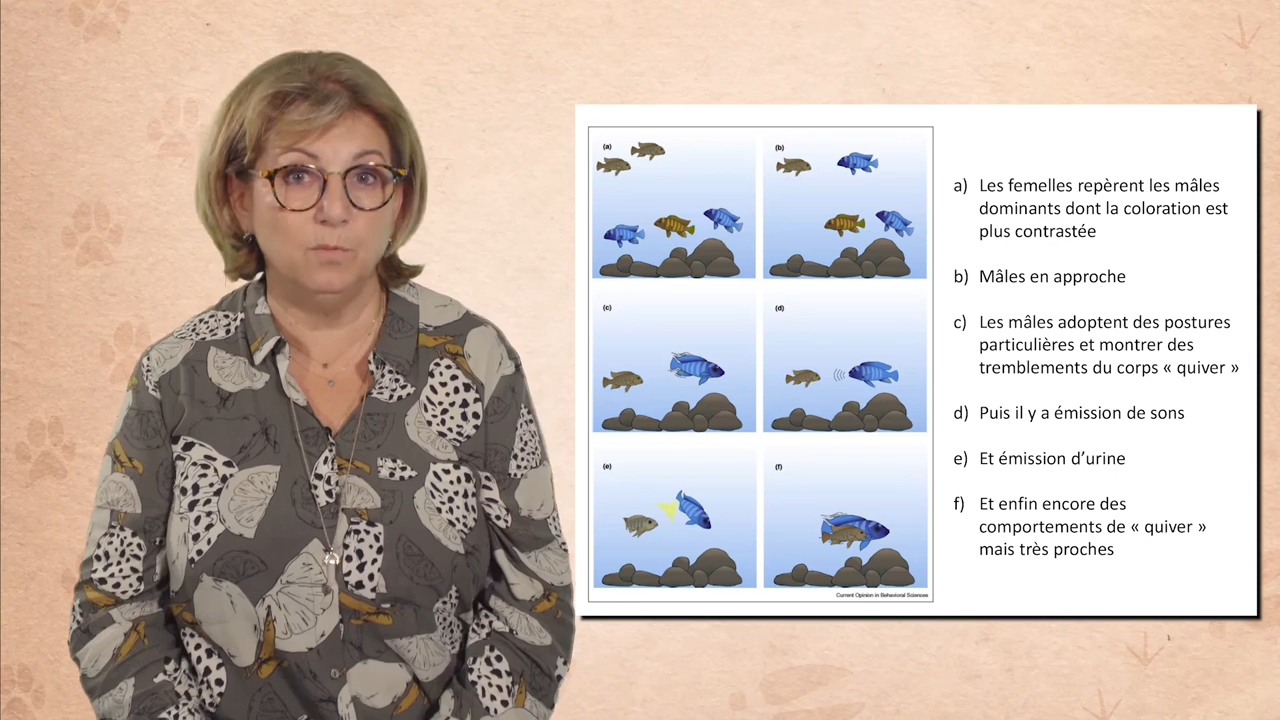 (a)
(b)
(c)
(d)
(e)
(f)
Current Opinion in Behavioral Sciences
a) Les femelles repèrent les mâles
dominants dont la coloration est
plus contrastée
b) Mâles en approche
c) Les mâles adoptent des postures
particulières et montrer des
tremblements du corps « quiver »
d) Puis il y a émission de sons
e) Et émission d’urine
f) Et enfin encore des
comportements de « quiver »
mais très proches